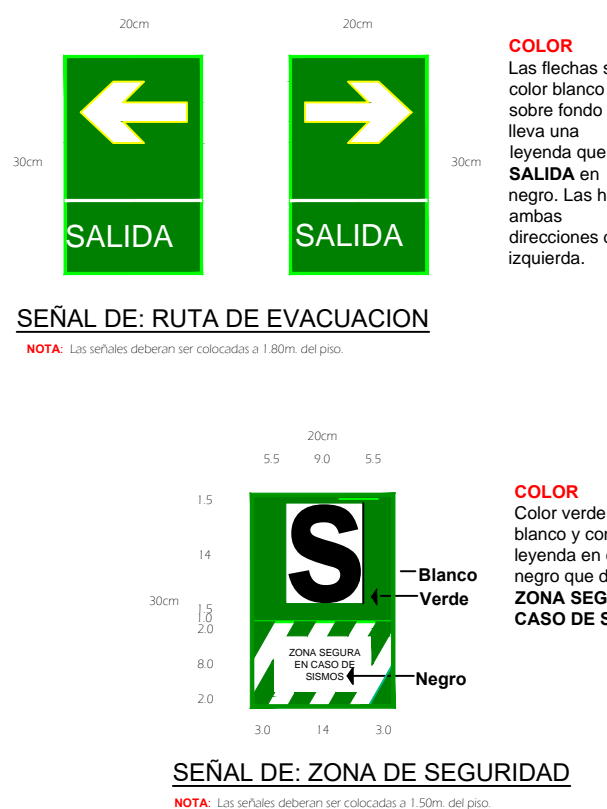 20cm
20cm
30cm
30cm
SALIDA
SALIDA
COLOR
Las flechas
color blanco
sobre fondo
lleva una
leyenda que
SALIDA en
negro. Las
ambas
direcciones
izquierda.
SEÑAL DE: RUTA DE EVACUACION
NOTA: Las señales deberan ser colocadas a 1.80m. del piso.
20cm
5.5 9.0 5.5
1.5
14
30cm
1.5
1.0
2.0
8.0
2.0
S
ZONA SEGURA
EN CASO DE
SISMOS
Blanco
Verde
Negro
3.0 14 3.0
COLOR
Color verde
blanco y
leyenda en
negro que
ZONA
CASO DE
SEÑAL DE: ZONA DE SEGURIDAD
NOTA: Las señales deberan ser colocadas a 1.50m. del piso.